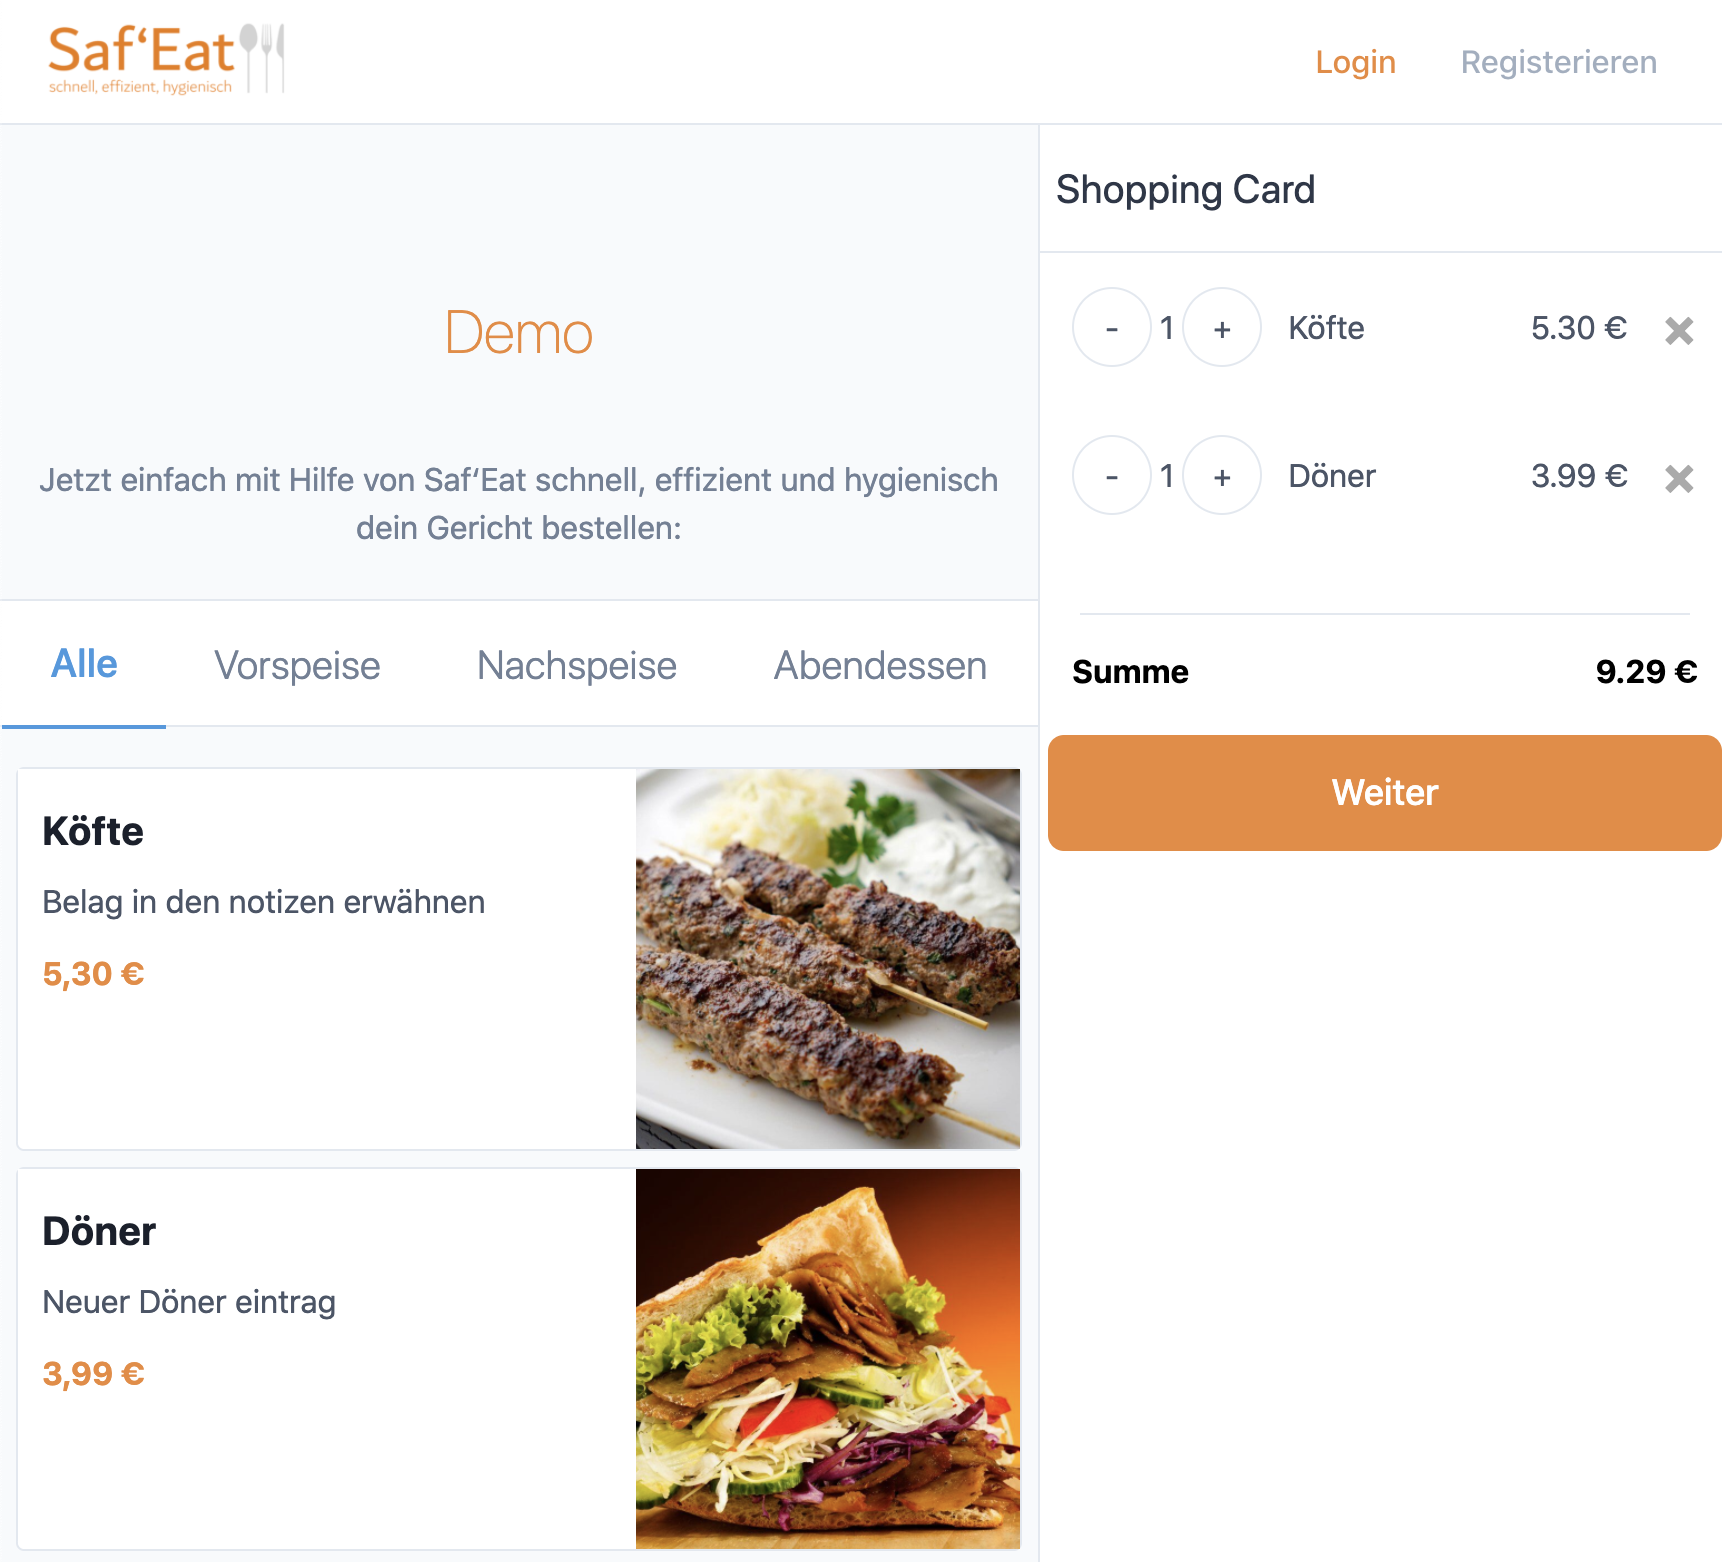 Saf‘Eat
schnell, effizient, hygienisch
Login
Registerieren
Demo
Jetzt einfach mit Hilfe von Saf‘Eat schnell, effizient und hygienisch
dein Gericht bestellen:
Alle
Vorspeise
Nachspeise
Abendessen
Köfte
Belag in den notizen erwähnen
5,30 €
Döner
Neuer Döner eintrag
3,99 €
Shopping Card
- 1 + Köfte 5.30 €
- 1 + Döner 3.99 €
Summe 9.29 €
Weiter